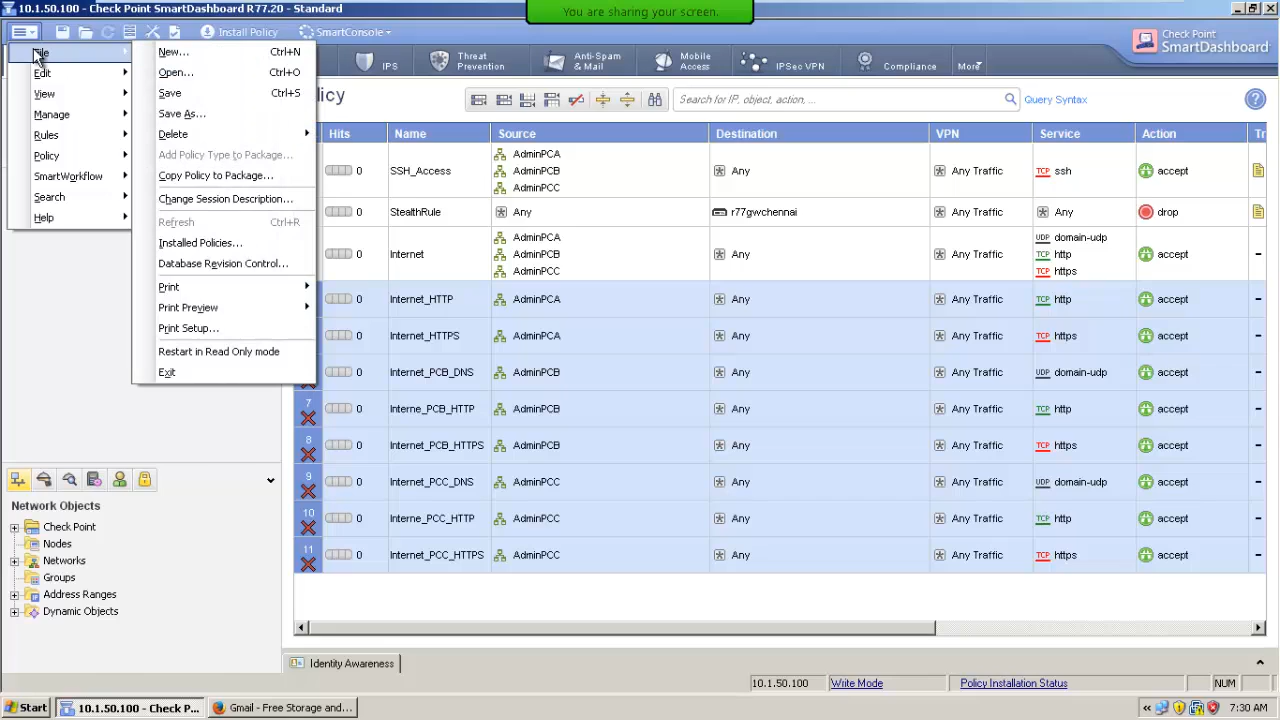 10.1.50.100 - Check Point SmartDashboard R77.20 - Standard
You are sharing your screen.
Install Policy
SmartConsole
Check Point
SmartDashboard
IPS
Threat Prevention
Anti-Spam & Mail
Mobile Access
IPSec VPN
Compliance
More
Edit
View
Manage
Rules
Policy
SmartWorkflow
Search
Help
New... Ctrl+N
Open... Ctrl+O
Save Ctrl+S
Save As...
Delete
Add Policy Type to Package...
Copy Policy to Package...
Change Session Description...
Refresh Ctrl+R
Installed Policies...
Database Revision Control...
Print
Print Preview
Print Setup...
Restart in Read Only mode
Exit
Search for IP, object, action,...
Query Syntax
Hits Name Source Destination VPN Service Action
0 SSH_Access AdminPCA Any Any Traffic TCP ssh accept
AdminPCB
AdminPCC
0 StealthRule Any r77gwchennai Any Traffic Any drop
0 Internet AdminPCA Any Any Traffic UDP domain-udp accept
AdminPCB TCP http
AdminPCC TCP https
0 Internet_HTTP AdminPCA Any Any Traffic TCP http accept
0 Internet_HTTPS AdminPCA Any Any Traffic TCP https accept
0 Internet_PCB_DNS AdminPCB Any Any Traffic UDP domain-udp accept
7 0 Interne_PCB_HTTP AdminPCB Any Any Traffic TCP http accept
8 0 Internet_PCB_HTTPS AdminPCB Any Any Traffic TCP https accept
9 0 Internet_PCC_DNS AdminPCC Any Any Traffic UDP domain-udp accept
10 0 Interne_PCC_HTTP AdminPCC Any Any Traffic TCP http accept
11 0 Internet_PCC_HTTPS AdminPCC Any Any Traffic TCP https accept
Network Objects
Check Point
Nodes
Networks
Groups
Address Ranges
Dynamic Objects
Identity Awareness
10.1.50.100 Write Mode Policy Installation Status NUM
Start 10.1.50.100 - Check P... Gmail - Free Storage and... 7:30 AM